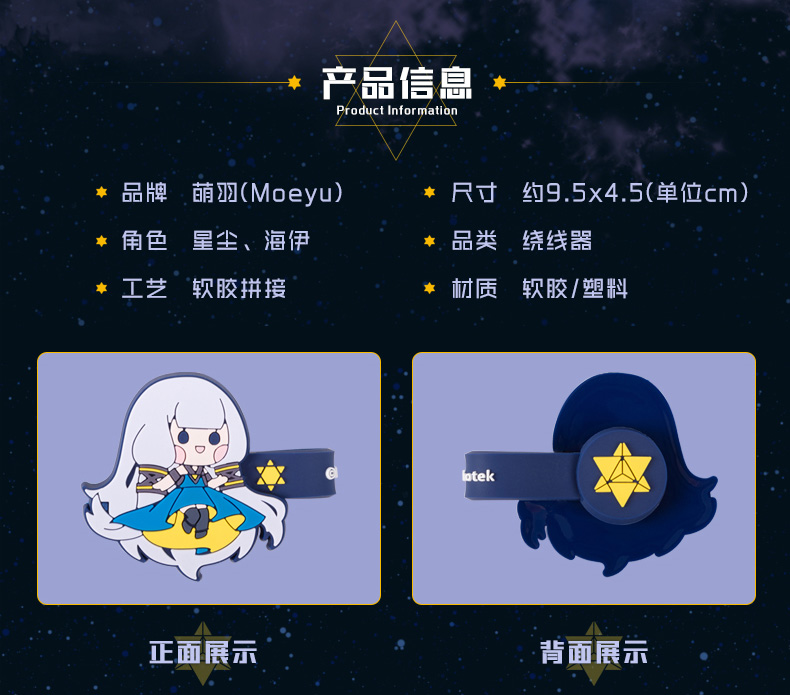 产品信息
Product Information
品牌 萌羽(Moeyu)
尺寸 约9.5x4.5(单位cm)
角色 星尘、海伊
品类 绕线器
工艺 软胶拼接
材质 软胶/塑料
正面展示
背面展示